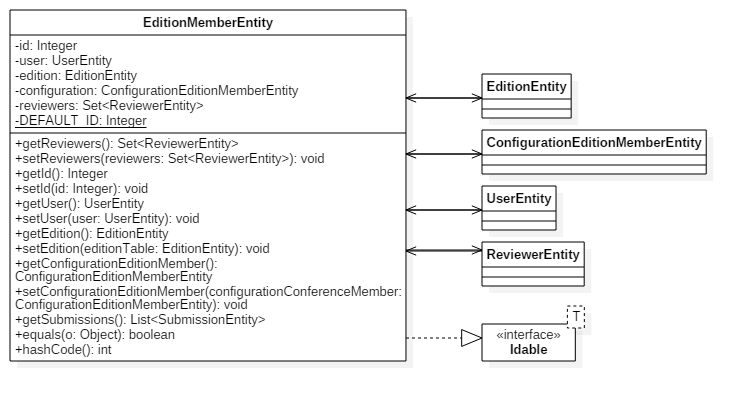 EditionMemberEntity
-id: Integer
-user: UserEntity
-edition: EditionEntity
-configuration: ConfigurationEditionMemberEntity
-reviewers: Set<ReviewerEntity>
-DEFAULT_ID: Integer
+getReviewers(): Set<ReviewerEntity>
+setReviewers(reviewers: Set<ReviewerEntity>): void
+getId(): Integer
+setId(id: Integer): void
+getUser(): UserEntity
+setUser(user: UserEntity): void
+getEdition(): EditionEntity
+setEdition(editionTable: EditionEntity): void
+getConfigurationEditionMember():
ConfigurationEditionMemberEntity
+setConfigurationEditionMember(configurationConferenceMember:
ConfigurationEditionMemberEntity): void
+getSubmissions(): List<SubmissionEntity>
+equals(o: Object): boolean
+hashCode(): int
EditionEntity
ConfigurationEditionMemberEntity
UserEntity
ReviewerEntity
T
«interface»
Idable